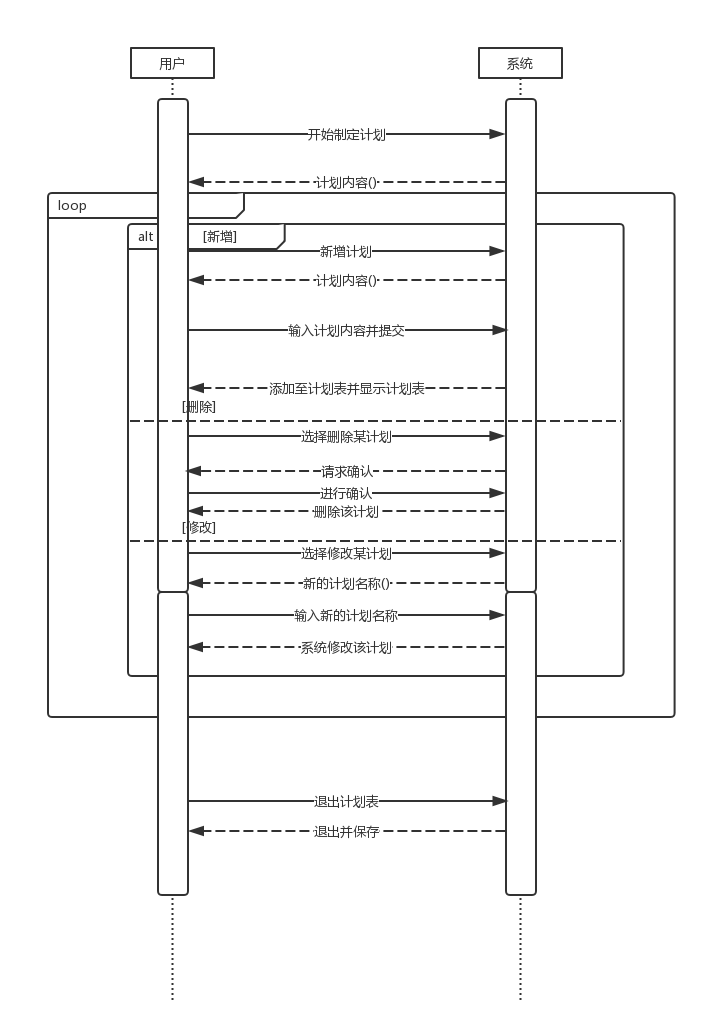 用户
系统
开始制定计划
计划内容()
loop
alt
[新增]
新增计划
计划内容()
输入计划内容并提交
添加至计划表并显示计划表
[删除]
选择删除某计划
请求确认
进行确认
删除该计划
[修改]
选择修改某计划
新的计划名称()
输入新的计划名称
系统修改该计划
退出计划表
退出并保存